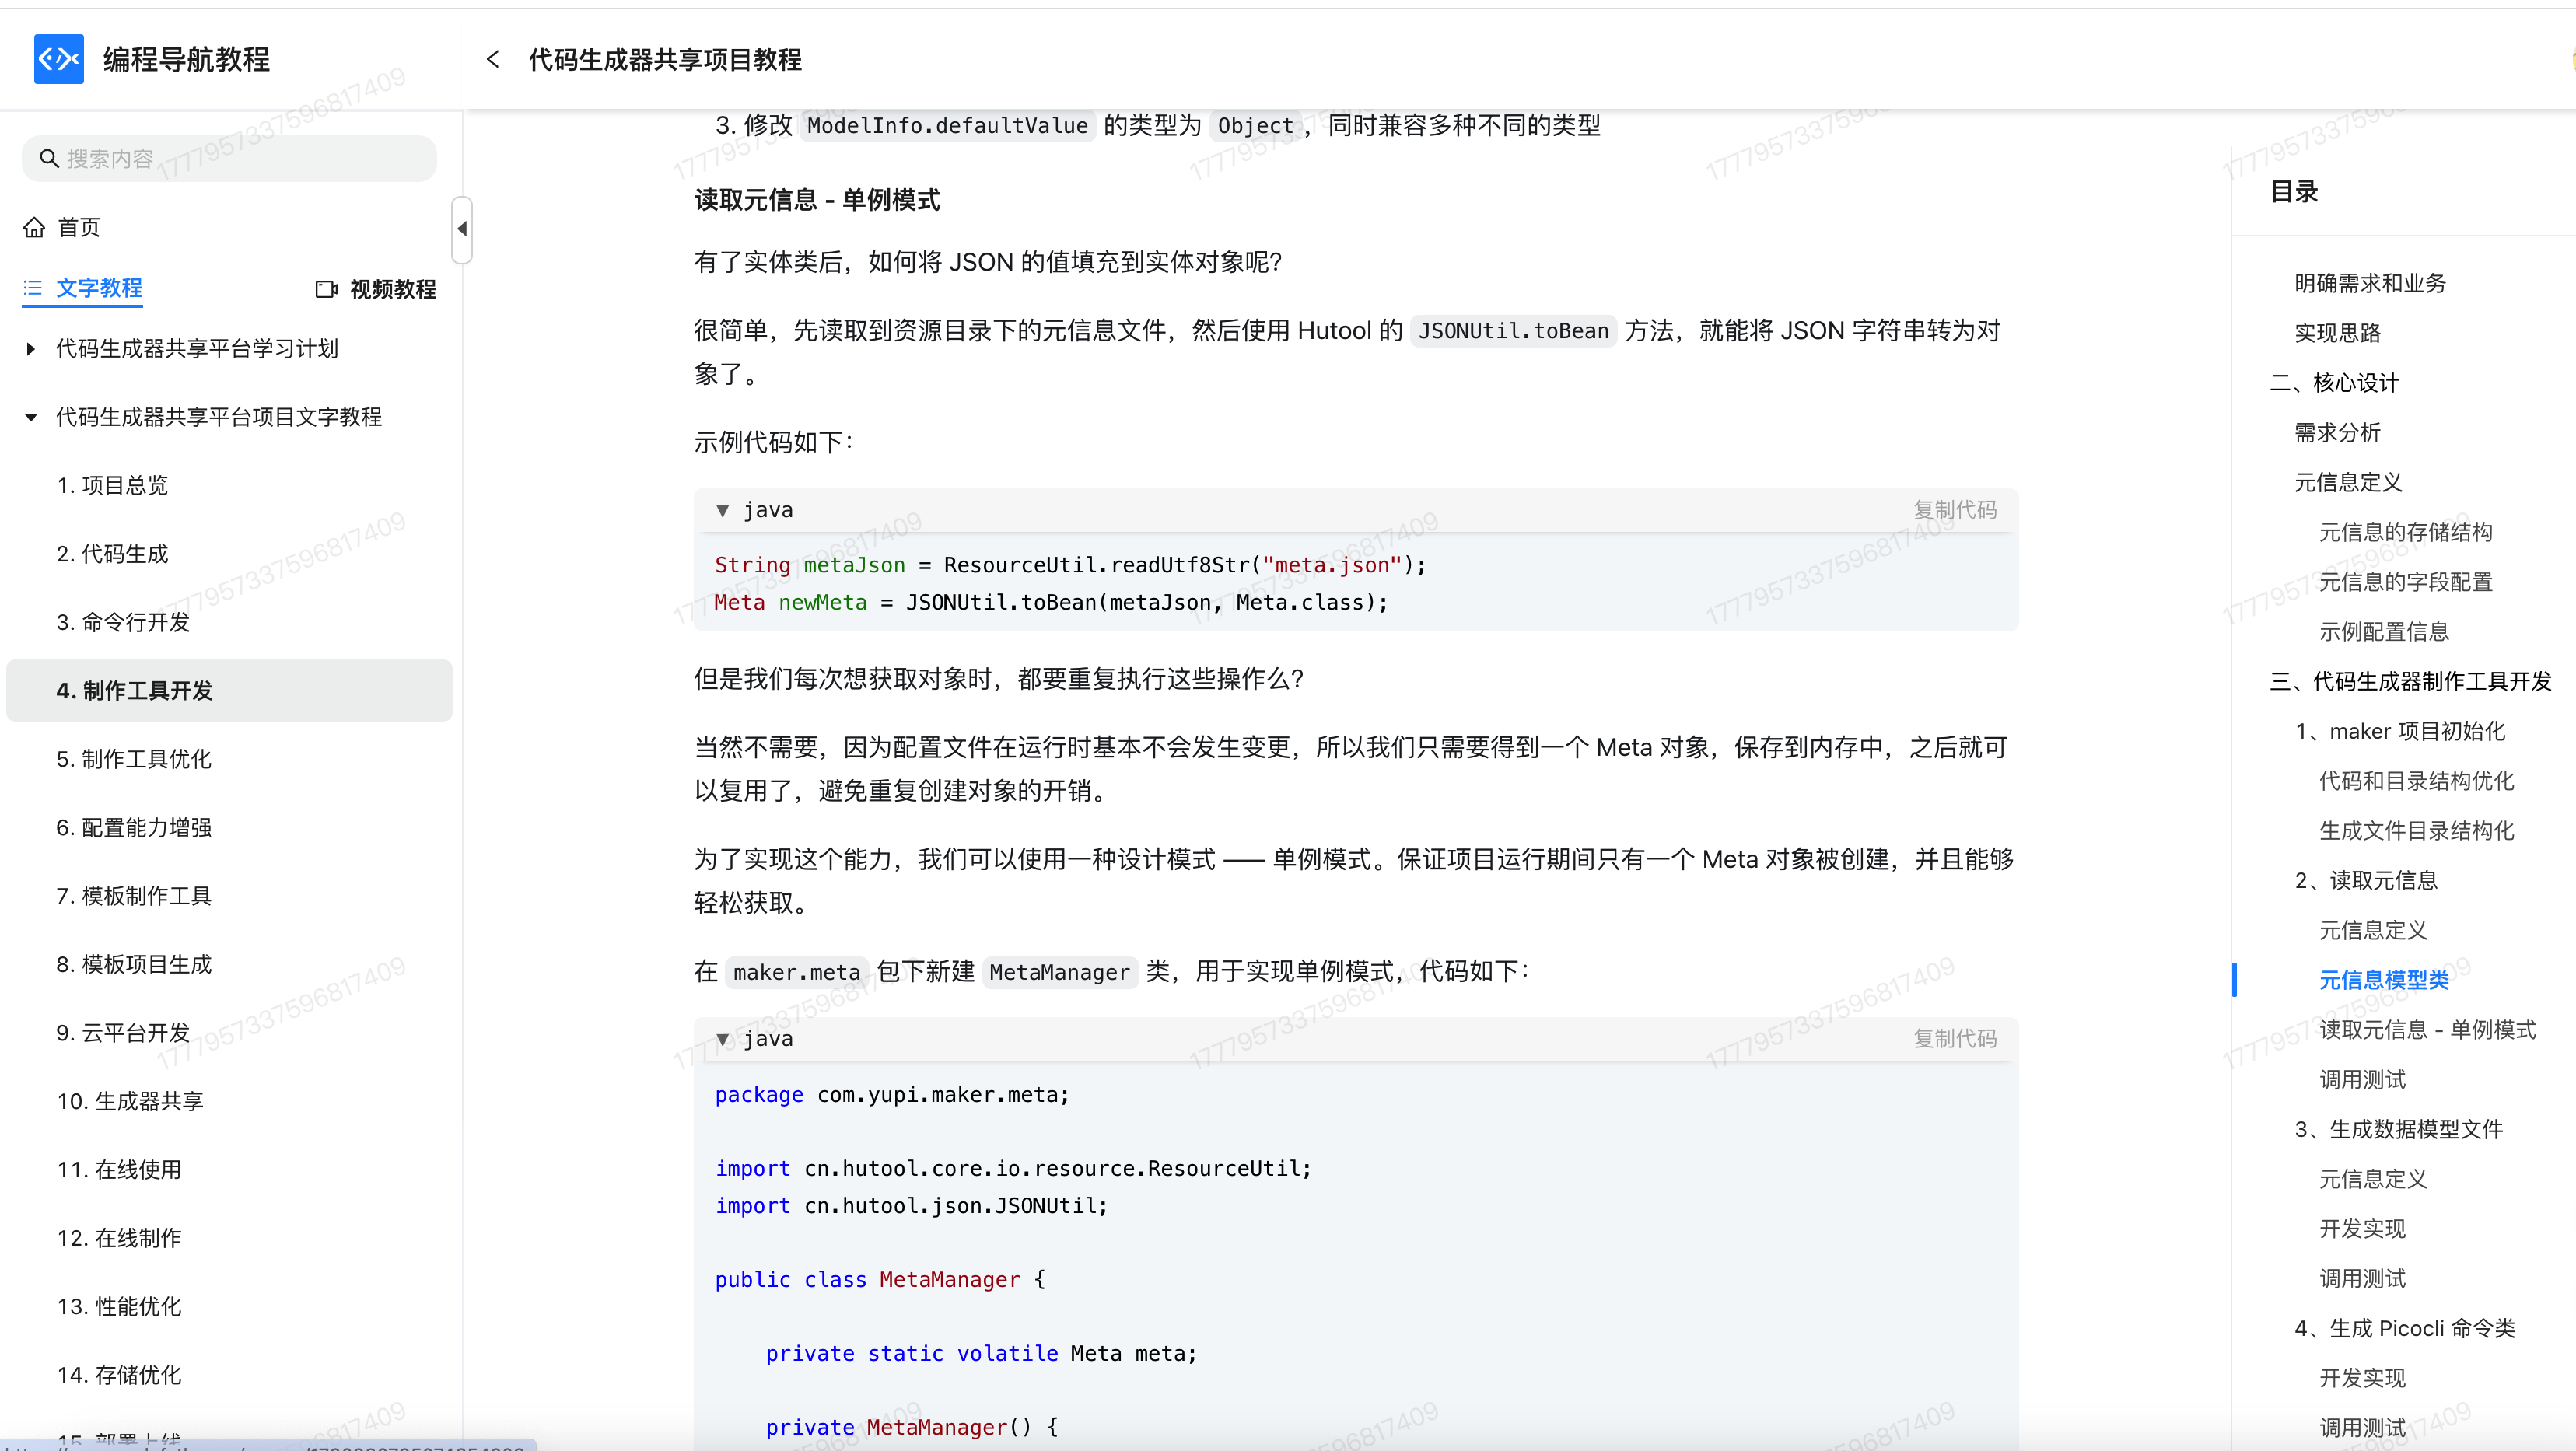 编程导航教程
代码生成器共享项目教程
搜索内容
首页
文字教程
视频教程
代码生成器共享平台学习计划
代码生成器共享平台项目文字教程
1. 项目总览
2. 代码生成
3. 命令行开发
4. 制作工具开发
5. 制作工具优化
6. 配置能力增强
7. 模板制作工具
8. 模板项目生成
9. 云平台开发
10. 生成器共享
11. 在线使用
12. 在线制作
13. 性能优化
14. 存储优化
15. 部署上线
3. 修改 ModelInfo.defaultValue 的类型为 Object，同时兼容多种不同的类型
读取元信息 - 单例模式
有了实体类后，如何将 JSON 的值填充到实体对象呢？
很简单，先读取到资源目录下的元信息文件，然后使用 Hutool 的 JSONUtil.toBean 方法，就能将 JSON 字符串转为对
象了。
示例代码如下：
java
复制代码
String metaJson = ResourceUtil.readUtf8Str("meta.json");
Meta newMeta = JSONUtil.toBean(metaJson, Meta.class);
但是我们每次想获取对象时，都要重复执行这些操作么？
当然不需要，因为配置文件在运行时基本不会发生变更，所以我们只需要得到一个 Meta 对象，保存到内存中，之后就可
以复用了，避免重复创建对象的开销。
为了实现这个能力，我们可以使用一种设计模式 —— 单例模式。保证项目运行期间只有一个 Meta 对象被创建，并且能够
轻松获取。
在 maker.meta 包下新建 MetaManager 类，用于实现单例模式，代码如下：
java
复制代码
package com.yupi.maker.meta;
import cn.hutool.core.io.resource.ResourceUtil;
import cn.hutool.json.JSONUtil;
public class MetaManager {
private static volatile Meta meta;
private MetaManager() {
目录
明确需求和业务
实现思路
二、核心设计
需求分析
元信息定义
元信息的存储结构
元信息的字段配置
示例配置信息
三、代码生成器制作工具开发
1、maker 项目初始化
代码和目录结构优化
生成文件目录结构化
2、读取元信息
元信息定义
元信息模型类
读取元信息 - 单例模式
调用测试
3、生成数据模型文件
元信息定义
开发实现
调用测试
4、生成 Picocli 命令类
开发实现
调用测试
1777957337596817409